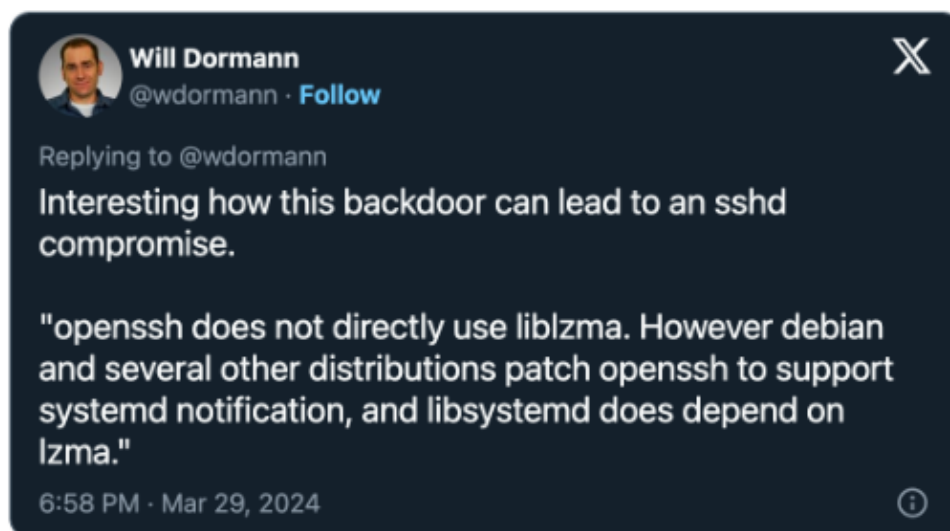 Will Dormann
@wdormann · Follow
Replying to @wdormann
Interesting how this backdoor can lead to an sshd
compromise.
"openssh does not directly use liblzma. However debian
and several other distributions patch openssh to support
systemd notification, and libsystemd does depend on
lzma."
6:58 PM · Mar 29, 2024